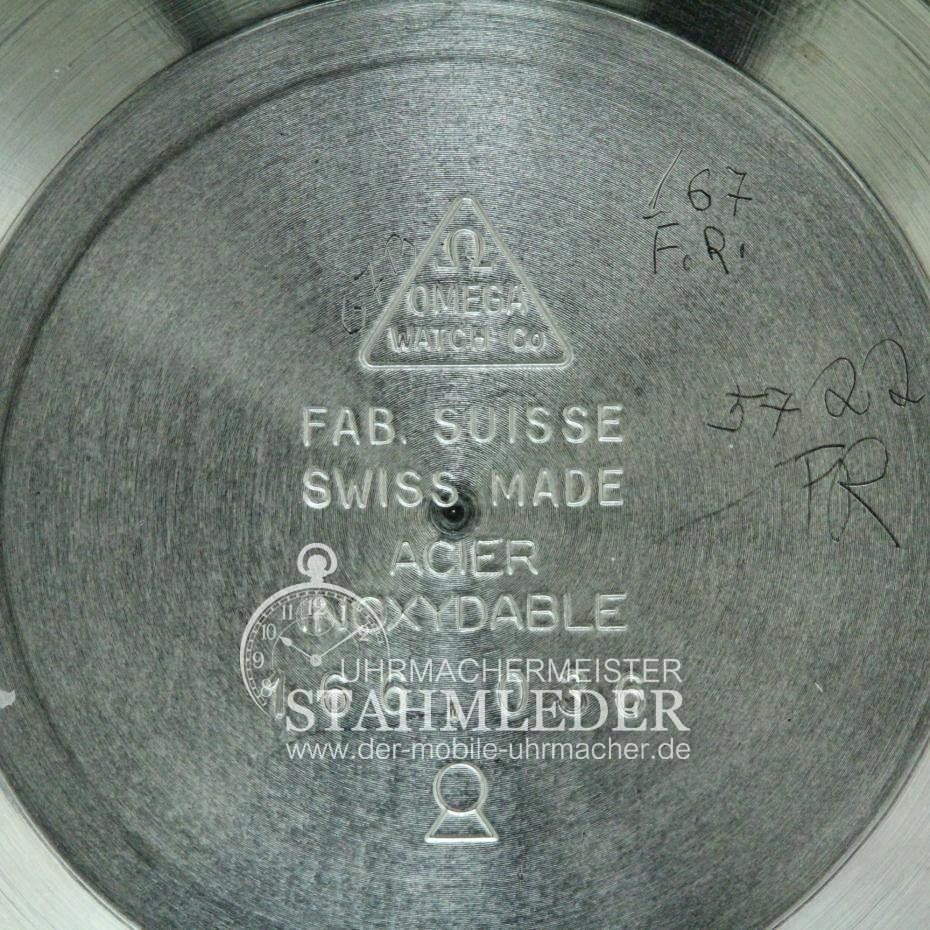 167
F.R.
Ω
OMEGA
WATCH Co
5722
FR
FAB. SUISSE
SWISS MADE
ACIER
INOXYDABLE
UHRMACHERMEISTER
STAHMLEDER
www.der-mobile-uhrmacher.de